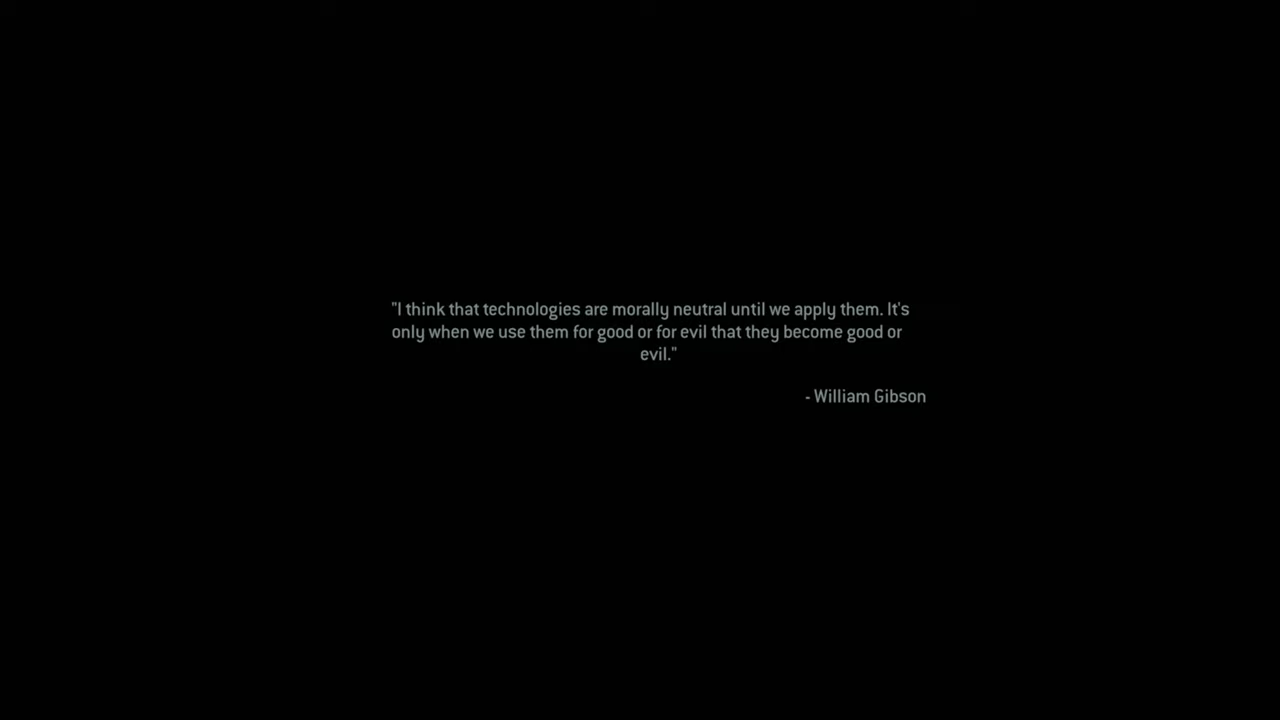 "I think that technologies are morally neutral until we apply them. It's
only when we use them for good or for evil that they become good or
evil."
- William Gibson